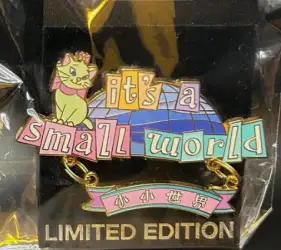 it's a
small world
小小世界
LIMITED EDITION